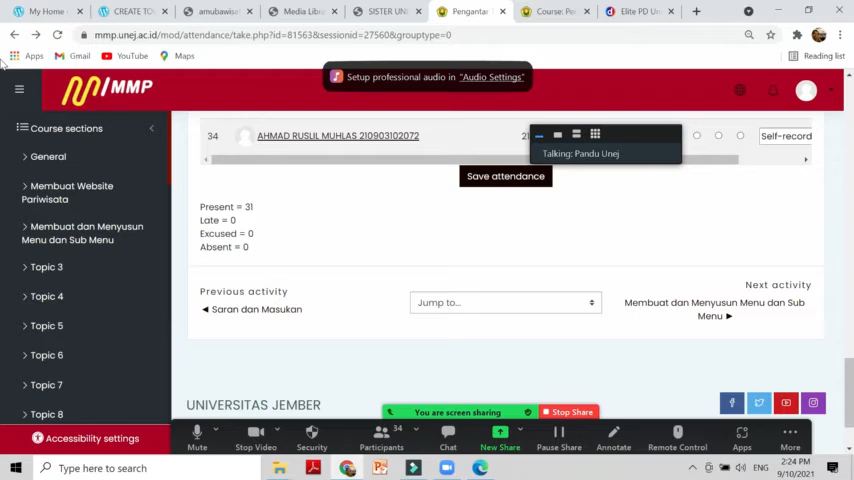 My Home
CREATE TO
amubawisa
Media Libr
SISTER UNE
Pengantar
Course: Pe
Elite PD Un
mmp.unej.ac.id/mod/attendance/take.php?id=81563&sessionid=27560&grouptype=0
Apps
Gmail
YouTube
Maps
Reading list
MMP
Setup professional audio in "Audio Settings"
Course sections
General
Membuat Website
Pariwisata
Membuat dan Menyusun
Menu dan Sub Menu
Topic 3
Topic 4
Topic 5
Topic 6
Topic 7
Topic 8
Accessibility settings
34 AHMAD RUSLIL MUHLAS 210903102072 21
Self-record
Talking: Pandu Unej
Save attendance
Present = 31
Late = 0
Excused = 0
Absent = 0
Previous activity
◄ Saran dan Masukan
Jump to...
Next activity
Membuat dan Menyusun Menu dan Sub
Menu ►
UNIVERSITAS JEMBER
You are screen sharing
Stop Share
Mute
Stop Video
Security
34
Participants
Chat
New Share
Pause Share
Annotate
Remote Control
Apps
More
Type here to search
ENG
2:24 PM
9/10/2021